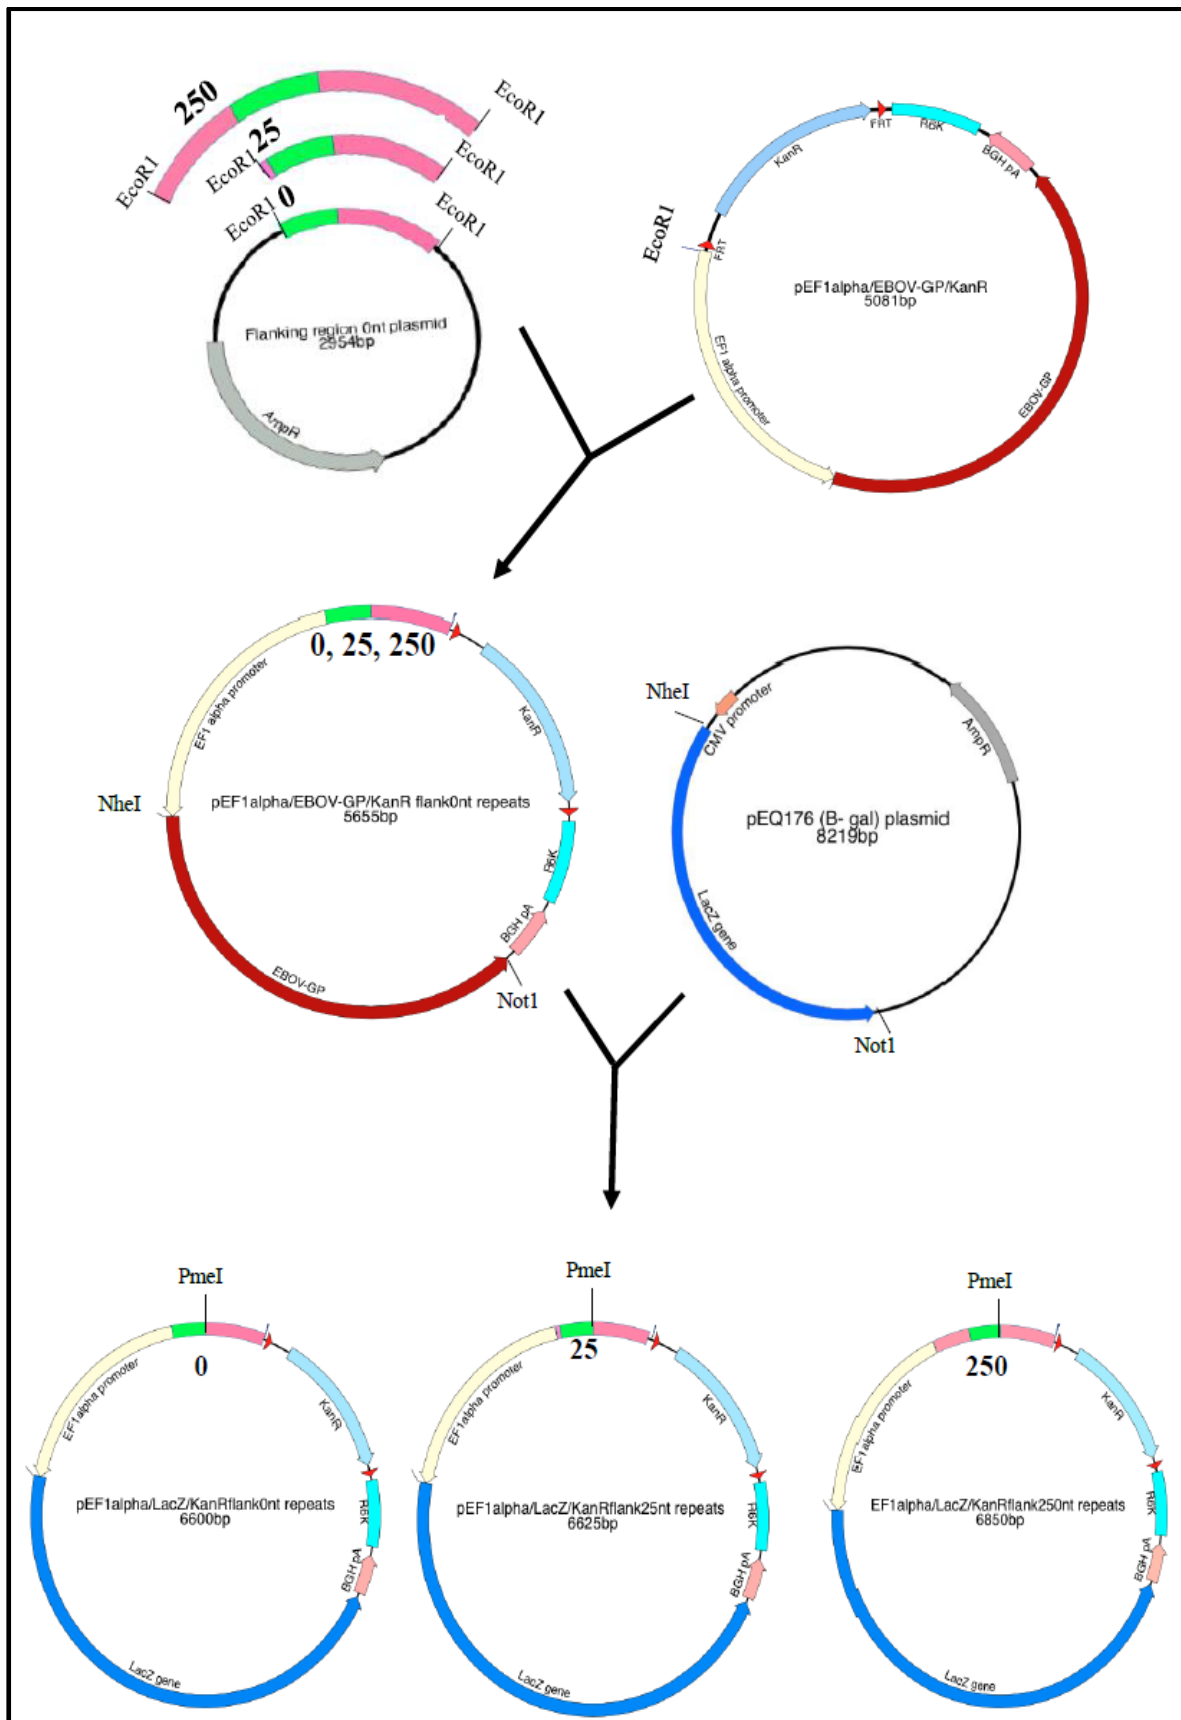 250
EcoR1
EcoR1
25
EcoR1
EcoR1
0
EcoR1
EcoR1
Flanking region 0nt plasmid
2954bp
AmpR
FRT
R6K
BGH pA
KanR
EcoR1
FRT
pEF1alpha/EBOV-GP/KanR
5081bp
EF1 alpha promoter
EBOV-GP
0, 25, 250
EF1 alpha promoter
KanR
NheI
pEF1alpha/EBOV-GP/KanR flank0nt repeats
5655bp
R6K
BGH pA
EBOV-GP
Not1
NheI
CMV promoter
AmpR
pEQ176 (B- gal) plasmid
8219bp
LacZ gene
Not1
PmeI
0
EF1alpha promoter
KanR
pEF1alpha/LacZ/KanRflank0nt repeats
6600bp
R6K
BGH pA
LacZ gene
PmeI
25
EF1alpha promoter
KanR
pEF1alpha/LacZ/KanRflank25nt repeats
6625bp
R6K
BGH pA
LacZ gene
PmeI
250
EF1alpha promoter
KanR
EF1alpha/LacZ/KanRflank250nt repeats
6850bp
R6K
BGH pA
LacZ gene